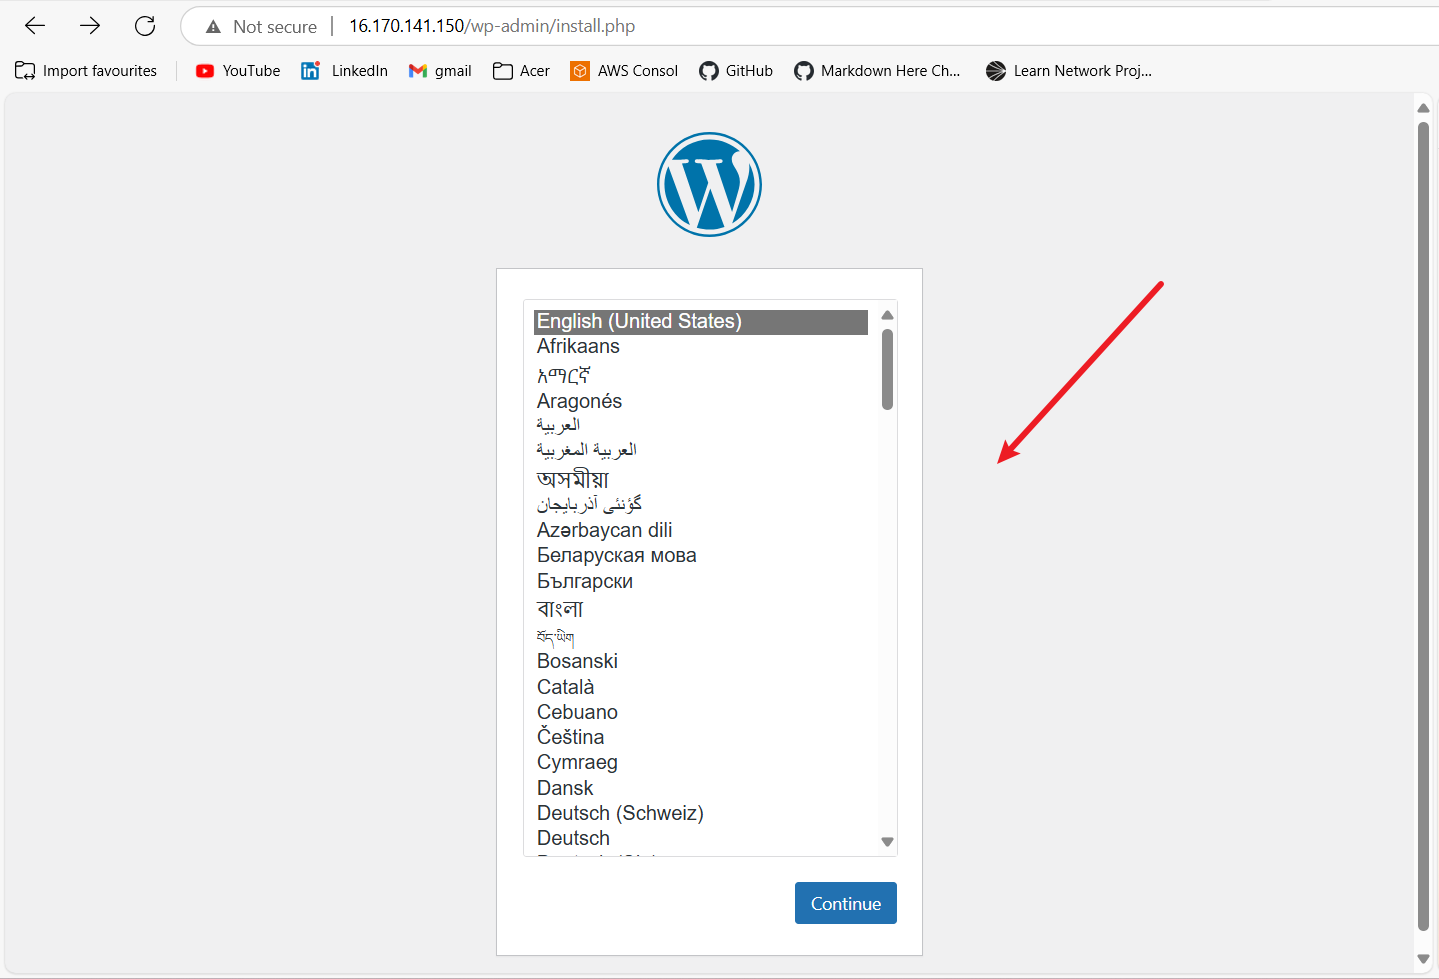 Not secure | 16.170.141.150/wp-admin/install.php
Import favourites YouTube LinkedIn gmail Acer AWS Consol GitHub Markdown Here Ch... Learn Network Proj...
English (United States)
Afrikaans
አማርኛ
Aragonés
العربية
العربية المغربية
অসমীয়া
گؤنئی آذربایجان
Azərbaycan dili
Беларуская мова
Български
বাংলা
བོད་ཡིག
Bosanski
Català
Cebuano
Čeština
Cymraeg
Dansk
Deutsch (Schweiz)
Deutsch
Continue